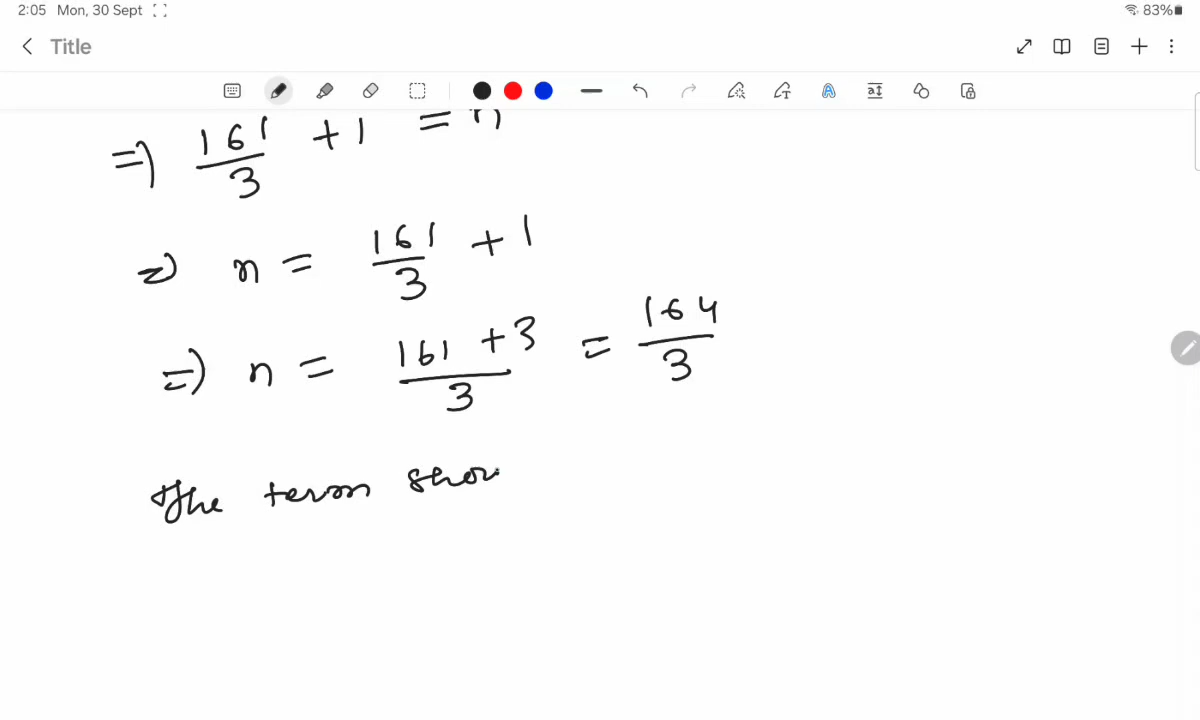 2:05 Mon, 30 Sept 83%
Title
⇒ 161/3 + 1 = n
⇒ n = 161/3 + 1
⇒ n = (161 + 3)/3 = 164/3
The term shou